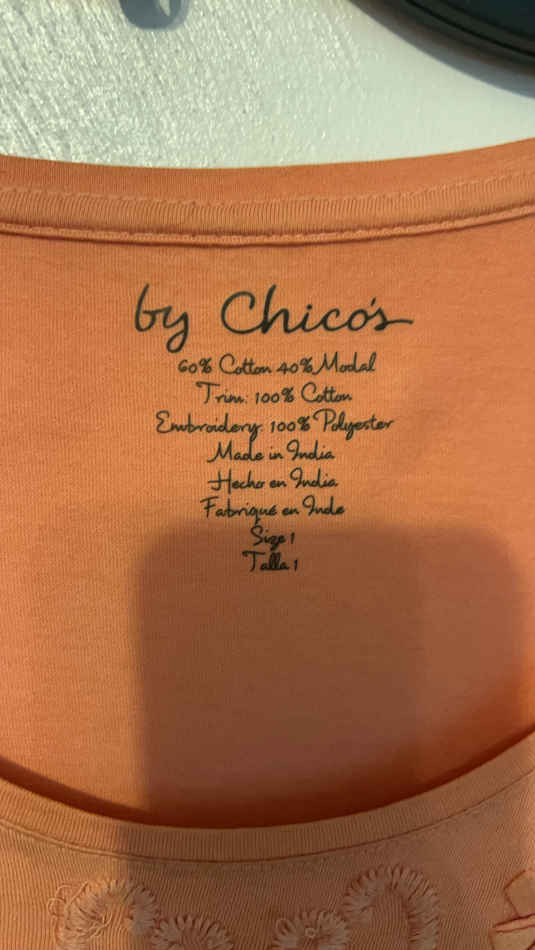 by Chico's
60% Cotton 40% Modal
Trim: 100% Cotton
Embroidery: 100% Polyester
Made in India
Hecho en India
Fabriqué en Inde
Size 1
Talla 1